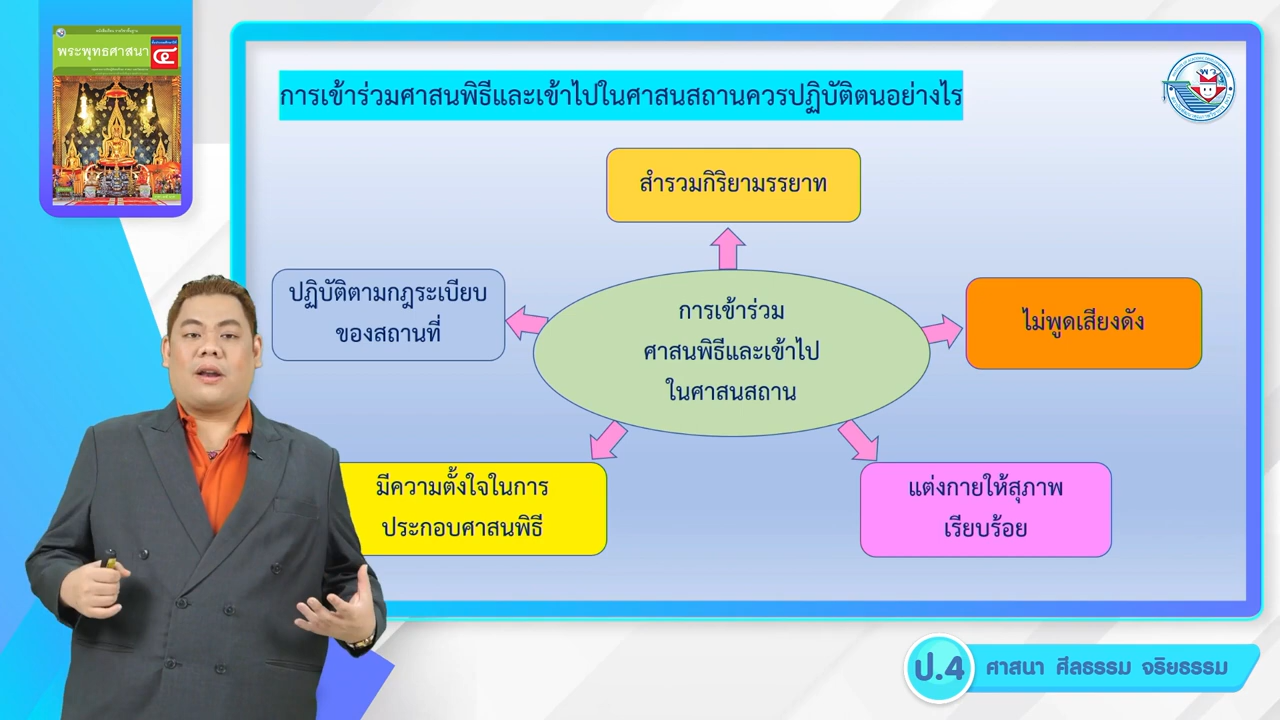 พระพุทธศาสนา
๔
การเข้าร่วมศาสนพิธีและเข้าไปในศาสนสถานควรปฏิบัติตนอย่างไร
พว
สำรวมกิริยามรรยาท
ปฏิบัติตามกฎระเบียบ
ของสถานที่
การเข้าร่วม
ศาสนพิธีและเข้าไป
ในศาสนสถาน
ไม่พูดเสียงดัง
มีความตั้งใจในการ
ประกอบศาสนพิธี
แต่งกายให้สุภาพ
เรียบร้อย
ป.4
ศาสนา ศีลธรรม จริยธรรม